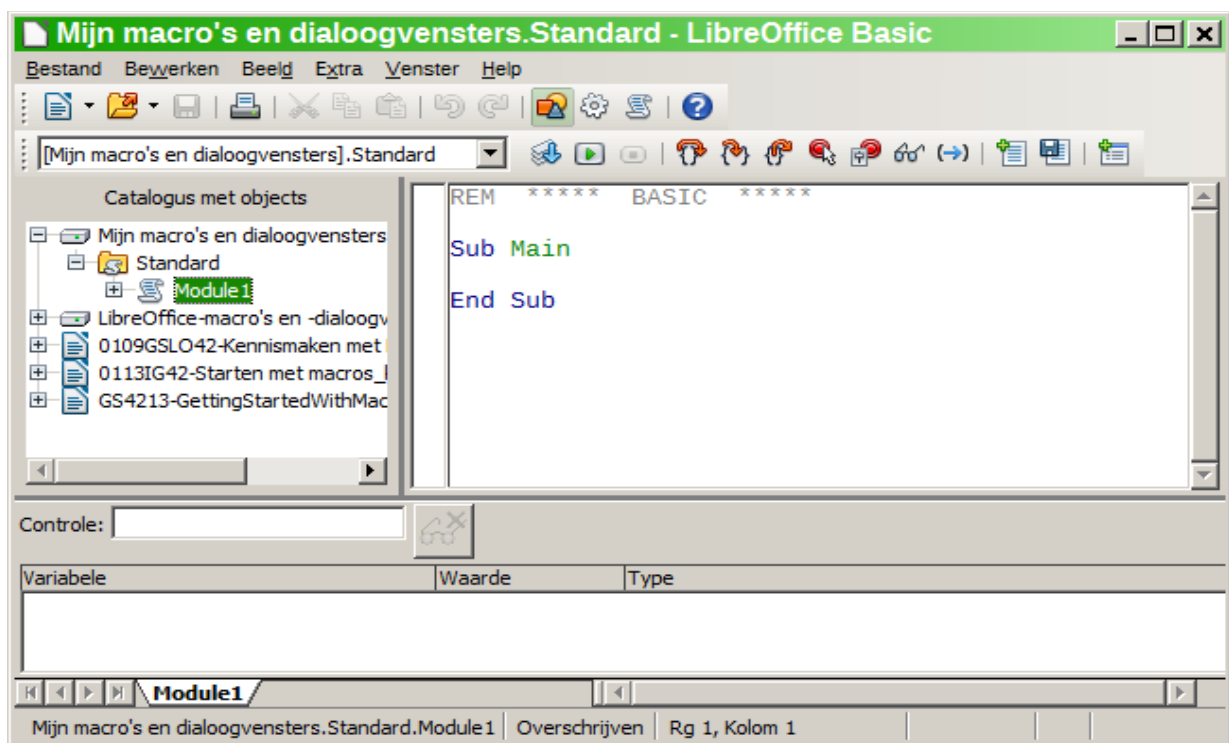 Mijn macro's en dialoogvensters.Standard - LibreOffice Basic
Bestand Bewerken Beeld Extra Venster Help
[Mijn macro's en dialoogvensters].Standard
Catalogus met objects
Mijn macro's en dialoogvensters
Standard
Module1
LibreOffice-macro's en -dialoogv
0109GSLO42-Kennismaken met
0113IG42-Starten met macros_
GS4213-GettingStartedWithMac
REM ***** BASIC *****
Sub Main
End Sub
Controle:
Variabele Waarde Type
Module1
Mijn macro's en dialoogvensters.Standard.Module1 Overschrijven Rg 1, Kolom 1